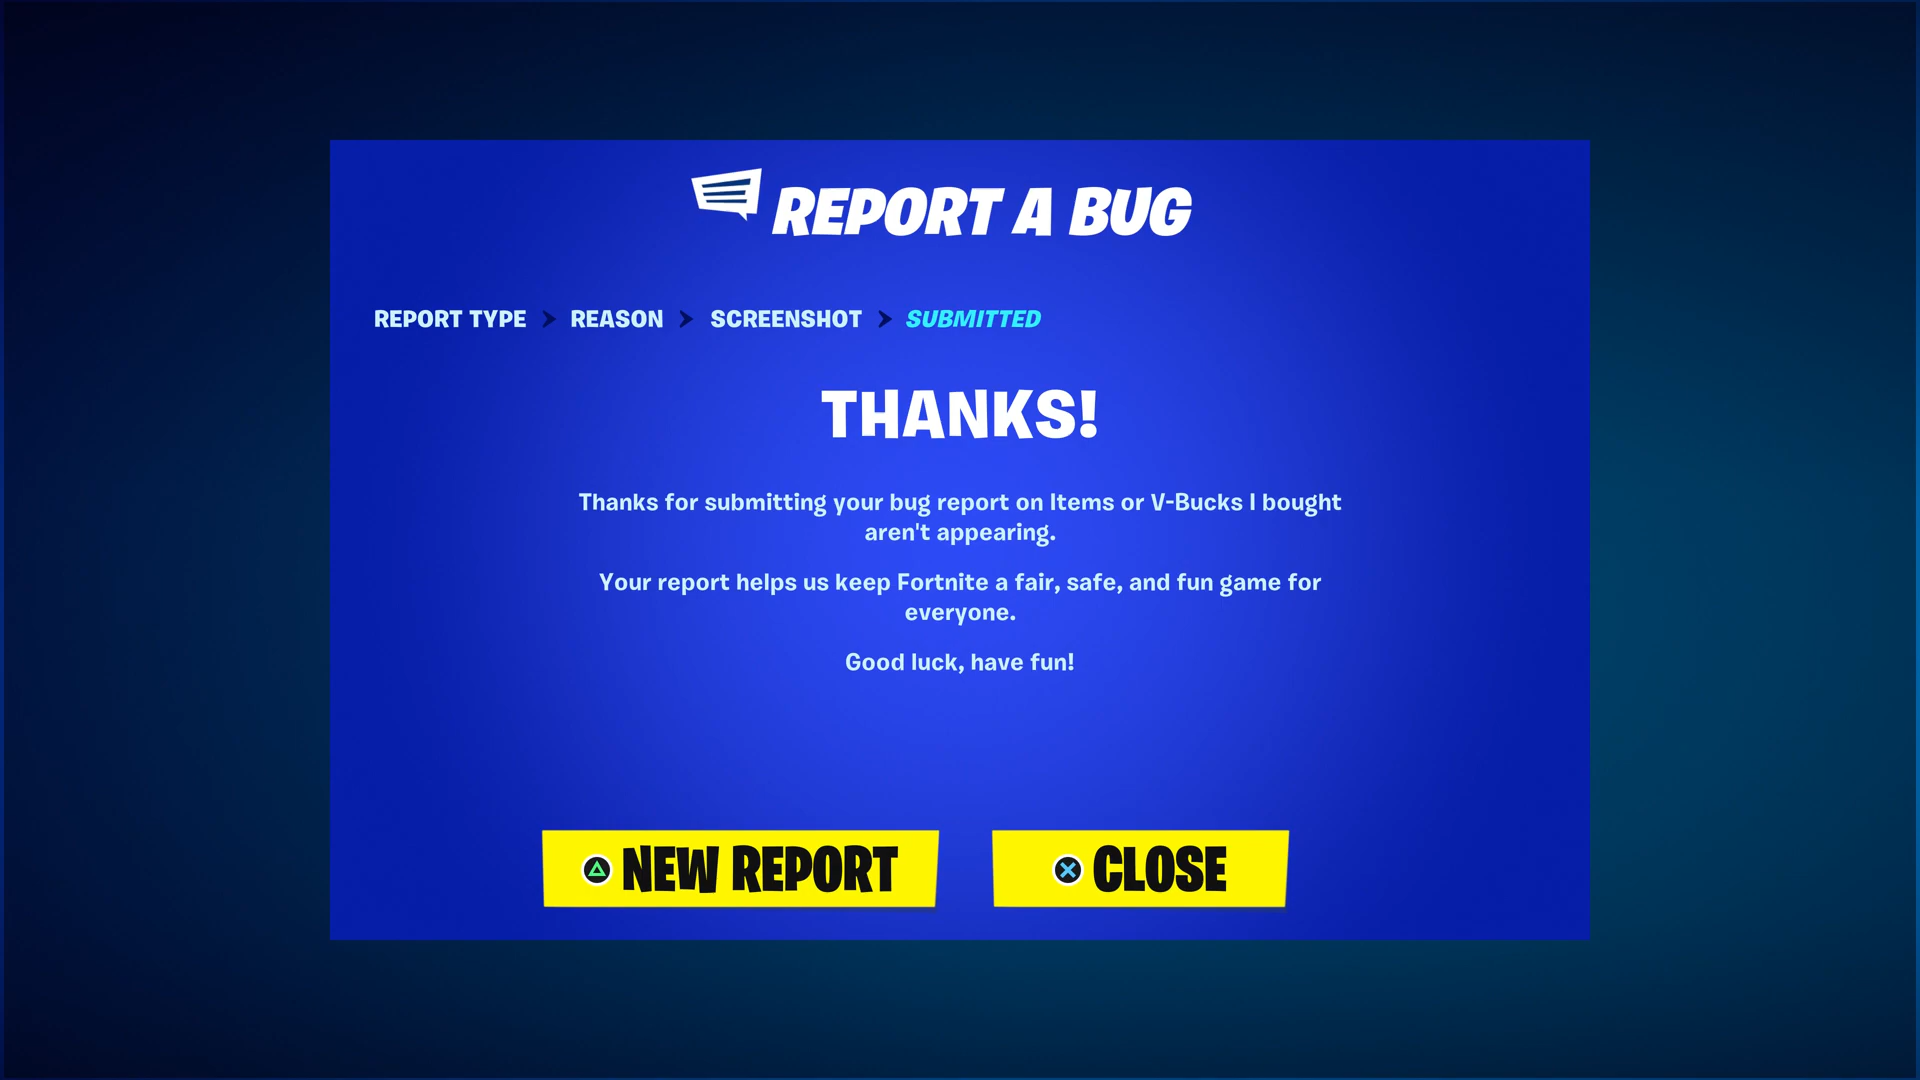 REPORT A BUG
REPORT TYPE > REASON > SCREENSHOT > SUBMITTED
THANKS!
Thanks for submitting your bug report on Items or V-Bucks I bought
aren't appearing.
Your report helps us keep Fortnite a fair, safe, and fun game for
everyone.
Good luck, have fun!
NEW REPORT
CLOSE